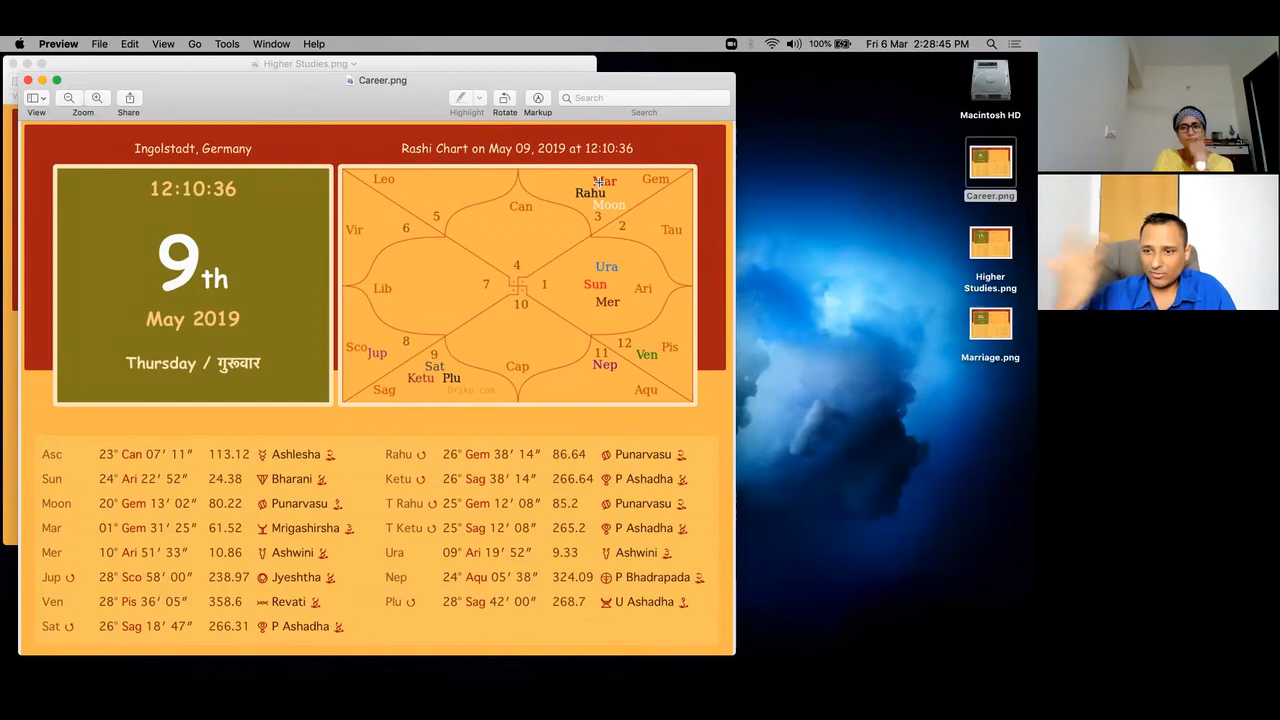 Preview File Edit View Go Tools Window Help 100% Fri 6 Mar 2:28:45 PM
Higher Studies.png
Career.png
Search
View Zoom Share Highlight Rotate Markup Search
Ingolstadt, Germany
12:10:36
9th
May 2019
Thursday / गुरूवार
Rashi Chart on May 09, 2019 at 12:10:36
Leo Mar Gem
Rahu
Can Moon
5 3
Vir 6 2 Tau
4 Ura
Lib 7 1 Sun Ari
10 Mer
Sco Jup 8 12 Pis
9 11 Ven
Sat Cap Nep
Ketu Plu
Sag Drikp.com Aqu
Asc 23° Can 07′ 11″ 113.12 Ashlesha
Sun 24° Ari 22′ 52″ 24.38 Bharani
Moon 20° Gem 13′ 02″ 80.22 Punarvasu
Mar 01° Gem 31′ 25″ 61.52 Mrigashirsha
Mer 10° Ari 51′ 33″ 10.86 Ashwini
Jup 28° Sco 58′ 00″ 238.97 Jyeshtha
Ven 28° Pis 36′ 05″ 358.6 Revati
Sat 26° Sag 18′ 47″ 266.31 P Ashadha
Rahu 26° Gem 38′ 14″ 86.64 Punarvasu
Ketu 26° Sag 38′ 14″ 266.64 P Ashadha
T Rahu 25° Gem 12′ 08″ 85.2 Punarvasu
T Ketu 25° Sag 12′ 08″ 265.2 P Ashadha
Ura 09° Ari 19′ 52″ 9.33 Ashwini
Nep 24° Aqu 05′ 38″ 324.09 P Bhadrapada
Plu 28° Sag 42′ 00″ 268.7 U Ashadha
Macintosh HD
Career.png
Higher
Studies.png
Marriage.png